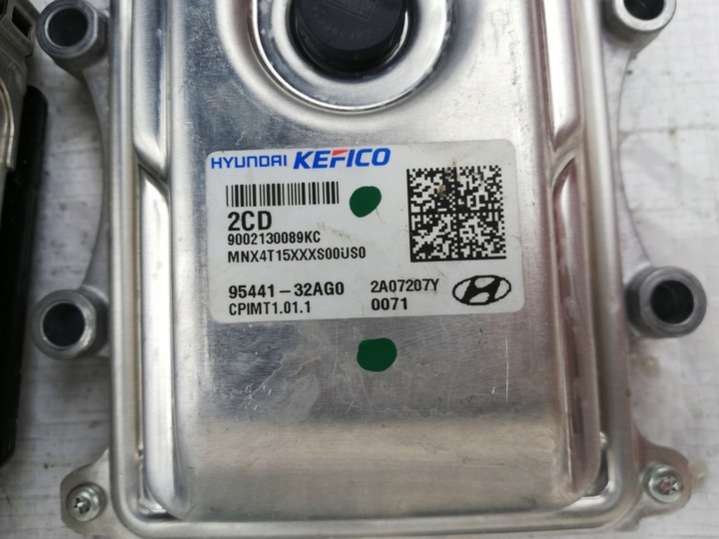 HYUNDAI KEFICO
2CD
9002130089KC
MNX4T15XXXS00US0
95441-32AG0 2A07207Y
CPIMT1.01.1 0071